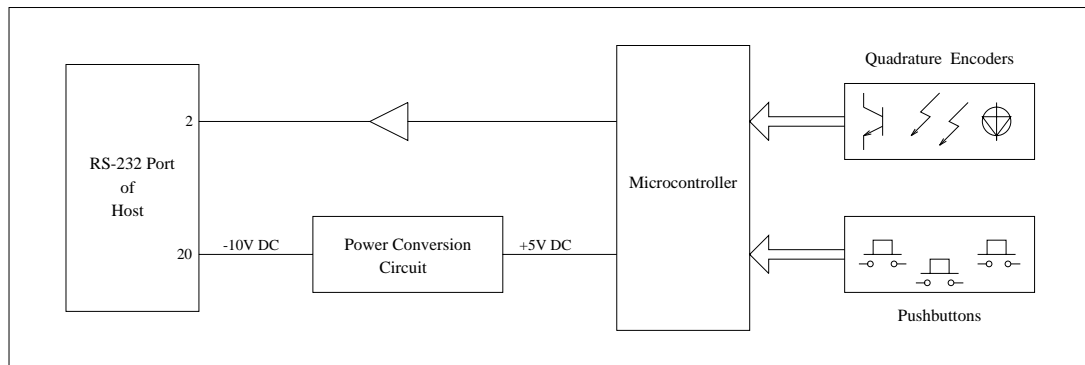 Quadrature Encoders
2
RS-232 Port
of
Host
Microcontroller
20
-10V DC
Power Conversion
Circuit
+5V DC
Pushbuttons